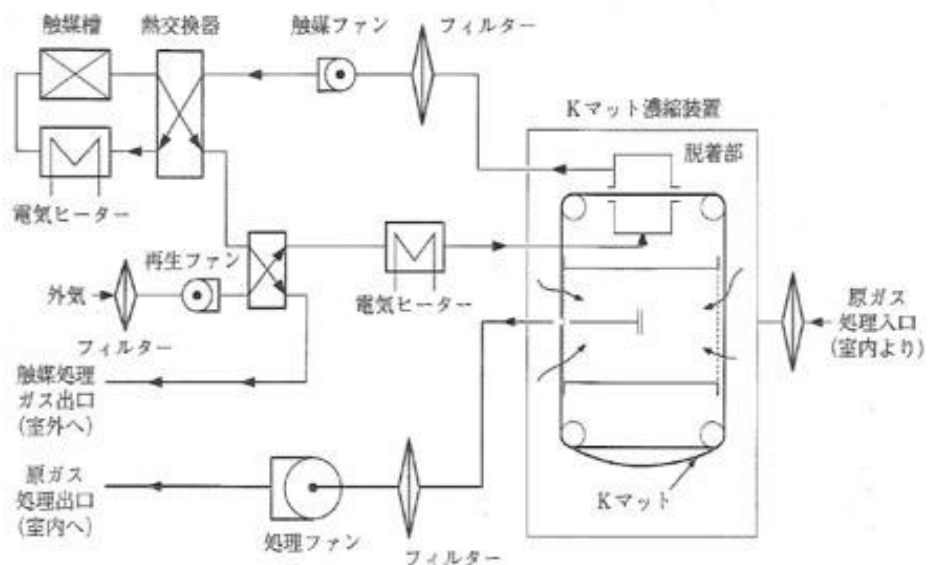 触媒槽
熱交換器
触媒ファン
フィルター
Kマット濃縮装置
脱着部
電気ヒーター
再生ファン
外気
フィルター
電気ヒーター
原ガス
処理入口
(室内より)
触媒処理
ガス出口
(室外へ)
原ガス
処理出口
(室内へ)
処理ファン
フィルター
Kマット